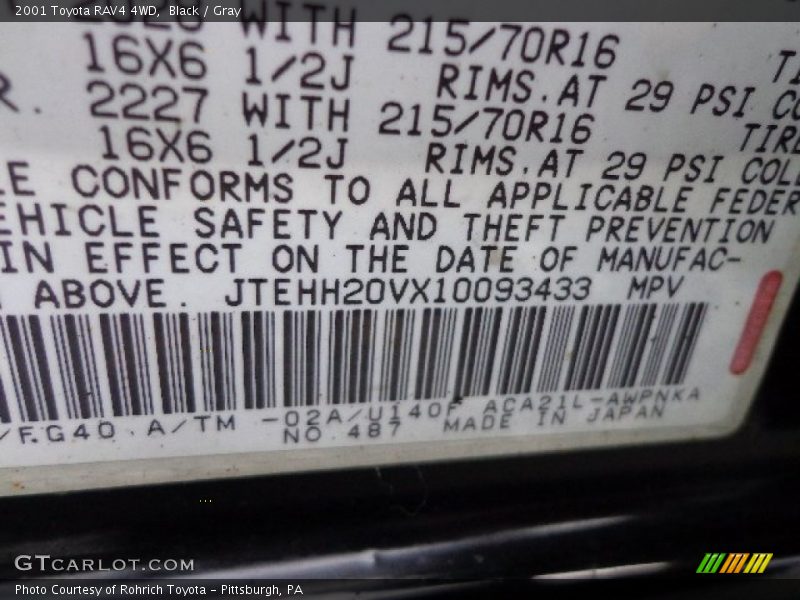 2001 Toyota RAV4 4WD, Black / Gray
WITH 215/70R16
16X6 1/2J RIMS.AT 29 PSI
R. 2227 WITH 215/70R16
16X6 1/2J RIMS.AT 29 PSI
CONFORMS TO ALL APPLICABLE FEDER
EHICLE SAFETY AND THEFT PREVENTION
IN EFFECT ON THE DATE OF MANUFAC-
ABOVE. JTEHH20VX10093433 MPV
/FG40 A/TM -02A/U140F ACA21L-AWPNKA
NO.487 MADE IN JAPAN
GTCARLOT.COM
Photo Courtesy of Rohrich Toyota - Pittsburgh, PA